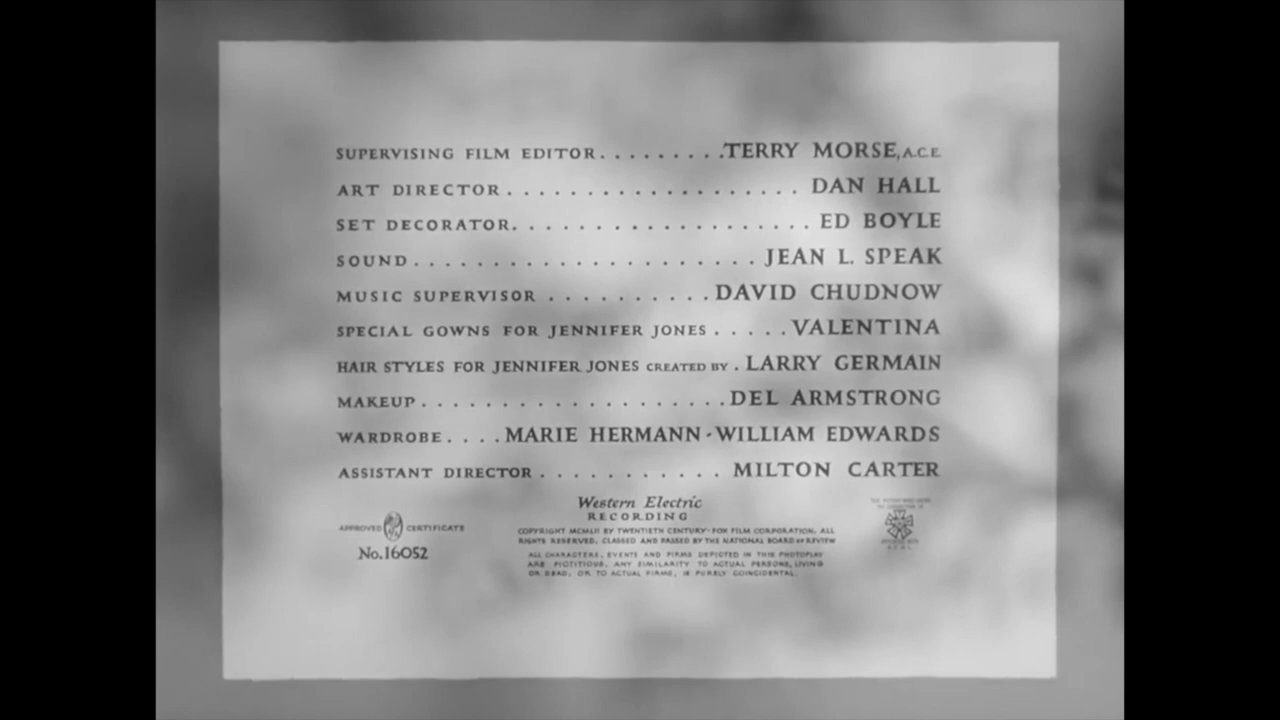 SUPERVISING FILM EDITOR.........TERRY MORSE, A.C.E.
ART DIRECTOR................... DAN HALL
SET DECORATOR................... ED BOYLE
SOUND...................... JEAN L. SPEAK
MUSIC SUPERVISOR .......... DAVID CHUDNOW
SPECIAL GOWNS FOR JENNIFER JONES ..... VALENTINA
HAIR STYLES FOR JENNIFER JONES CREATED BY . LARRY GERMAIN
MAKEUP....................DEL ARMSTRONG
WARDROBE....MARIE HERMANN-WILLIAM EDWARDS
ASSISTANT DIRECTOR............ MILTON CARTER
Western Electric
RECORDING
APPROVED CERTIFICATE
No.16052
COPYRIGHT MCMLII BY TWENTIETH CENTURY-FOX FILM CORPORATION. ALL
RIGHTS RESERVED. CLASSED AND PASSED BY THE NATIONAL BOARD OF REVIEW
ALL CHARACTERS, EVENTS AND FIRMS DEPICTED IN THIS PHOTOPLAY
ARE FICTITIOUS. ANY SIMILARITY TO ACTUAL PERSONS, LIVING
OR DEAD, OR TO ACTUAL FIRMS, IS PURELY COINCIDENTAL.